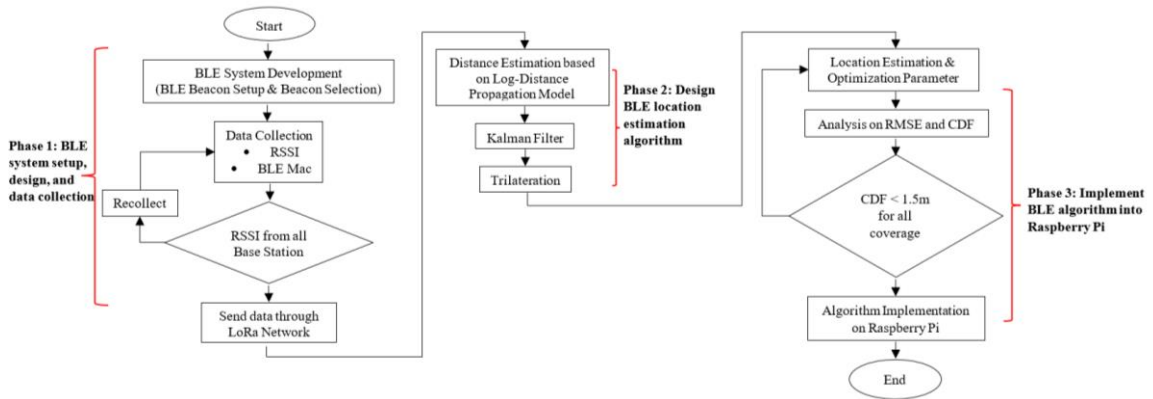 Start
BLE System Development
(BLE Beacon Setup & Beacon Selection)
Phase 1: BLE
system setup,
design, and
data collection
Data Collection
• RSSI
• BLE Mac
Recollect
RSSI from all
Base Station
Send data through
LoRa Network
Distance Estimation based
on Log-Distance
Propagation Model
Kalman Filter
Trilateration
Phase 2: Design
BLE location
estimation
algorithm
Location Estimation &
Optimization Parameter
Analysis on RMSE and CDF
CDF < 1.5m
for all
coverage
Phase 3: Implement
BLE algorithm into
Raspberry Pi
Algorithm Implementation
on Raspberry Pi
End